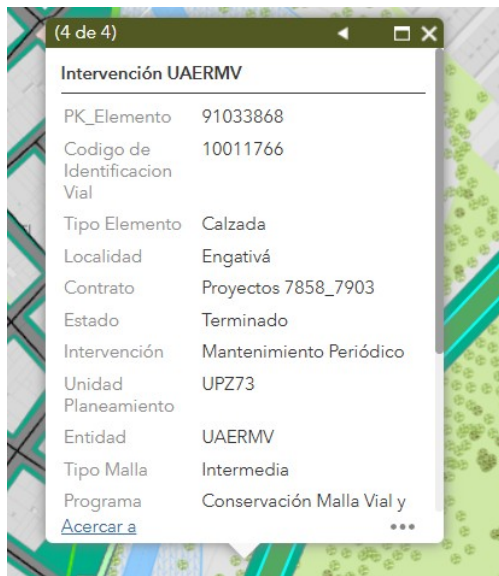 (4 de 4)
Intervención UAERMV
PK_Elemento 91033868
Codigo de 10011766
Identificacion
Vial
Tipo Elemento Calzada
Localidad Engativá
Contrato Proyectos 7858_7903
Estado Terminado
Intervención Mantenimiento Periódico
Unidad UPZ73
Planeamiento
Entidad UAERMV
Tipo Malla Intermedia
Programa Conservación Malla Vial y
Acercar a